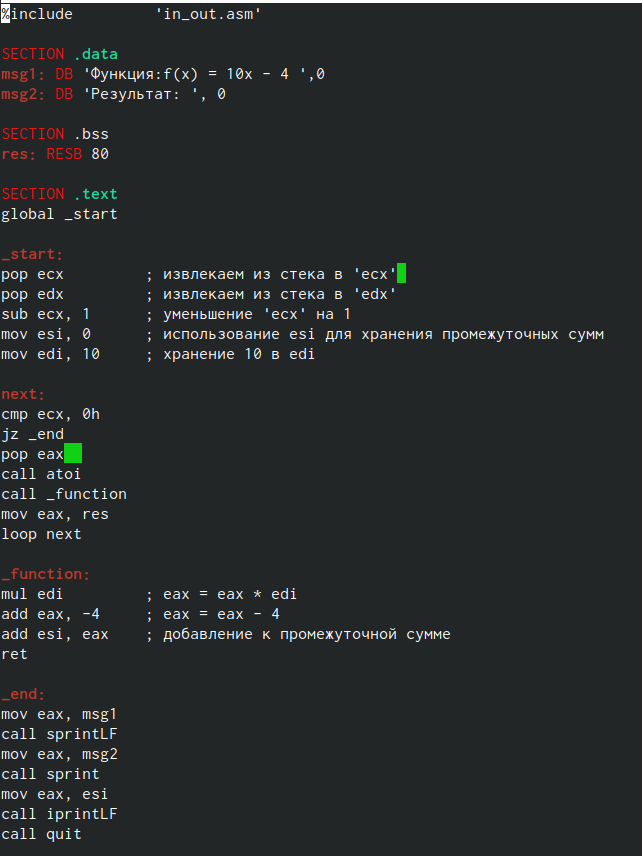 %include         'in_out.asm'
SECTION .data
msg1: DB 'Функция:f(x) = 10x - 4 ',0
msg2: DB 'Результат: ', 0
SECTION .bss
res: RESB 80
SECTION .text
global _start
_start:
pop ecx         ; извлекаем из стека в 'ecx'
pop edx         ; извлекаем из стека в 'edx'
sub ecx, 1      ; уменьшение 'ecx' на 1
mov esi, 0      ; использование esi для хранения промежуточных сумм
mov edi, 10     ; хранение 10 в edi
next:
cmp ecx, 0h
jz _end
pop eax
call atoi
call _function
mov eax, res
loop next
_function:
mul edi         ; eax = eax * edi
add eax, -4     ; eax = eax - 4
add esi, eax    ; добавление к промежуточной сумме
ret
_end:
mov eax, msg1
call sprintLF
mov eax, msg2
call sprint
mov eax, esi
call iprintLF
call quit